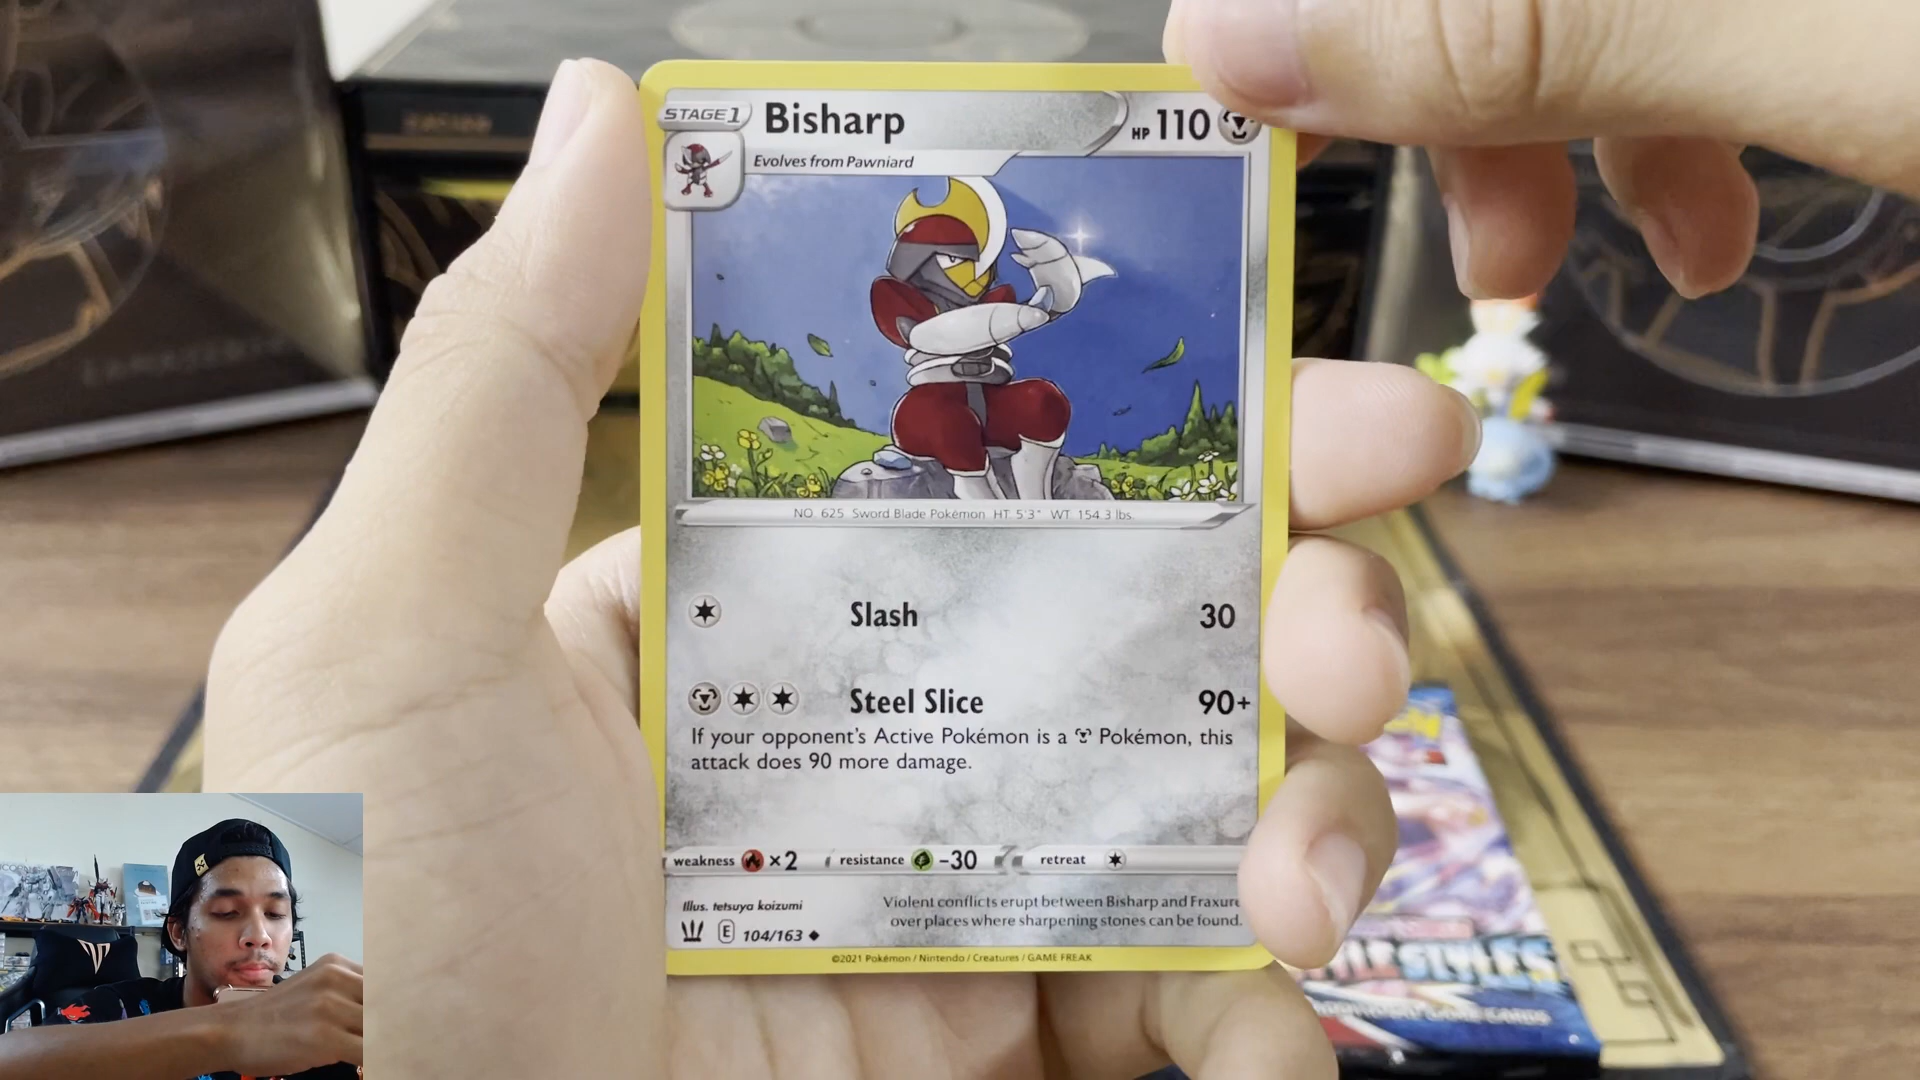 STAGE1
Bisharp
HP 110
Evolves from Pawniard
NO. 625 Sword Blade Pokémon HT 5'3" WT 154.3 lbs.
Slash 30
Steel Slice 90+
If your opponent's Active Pokémon is a Pokémon, this
attack does 90 more damage.
weakness ×2 resistance -30 retreat
Illus. tetsuya koizumi
Violent conflicts erupt between Bisharp and Fraxure
over places where sharpening stones can be found.
E 104/163
©2021 Pokémon / Nintendo / Creatures / GAME FREAK